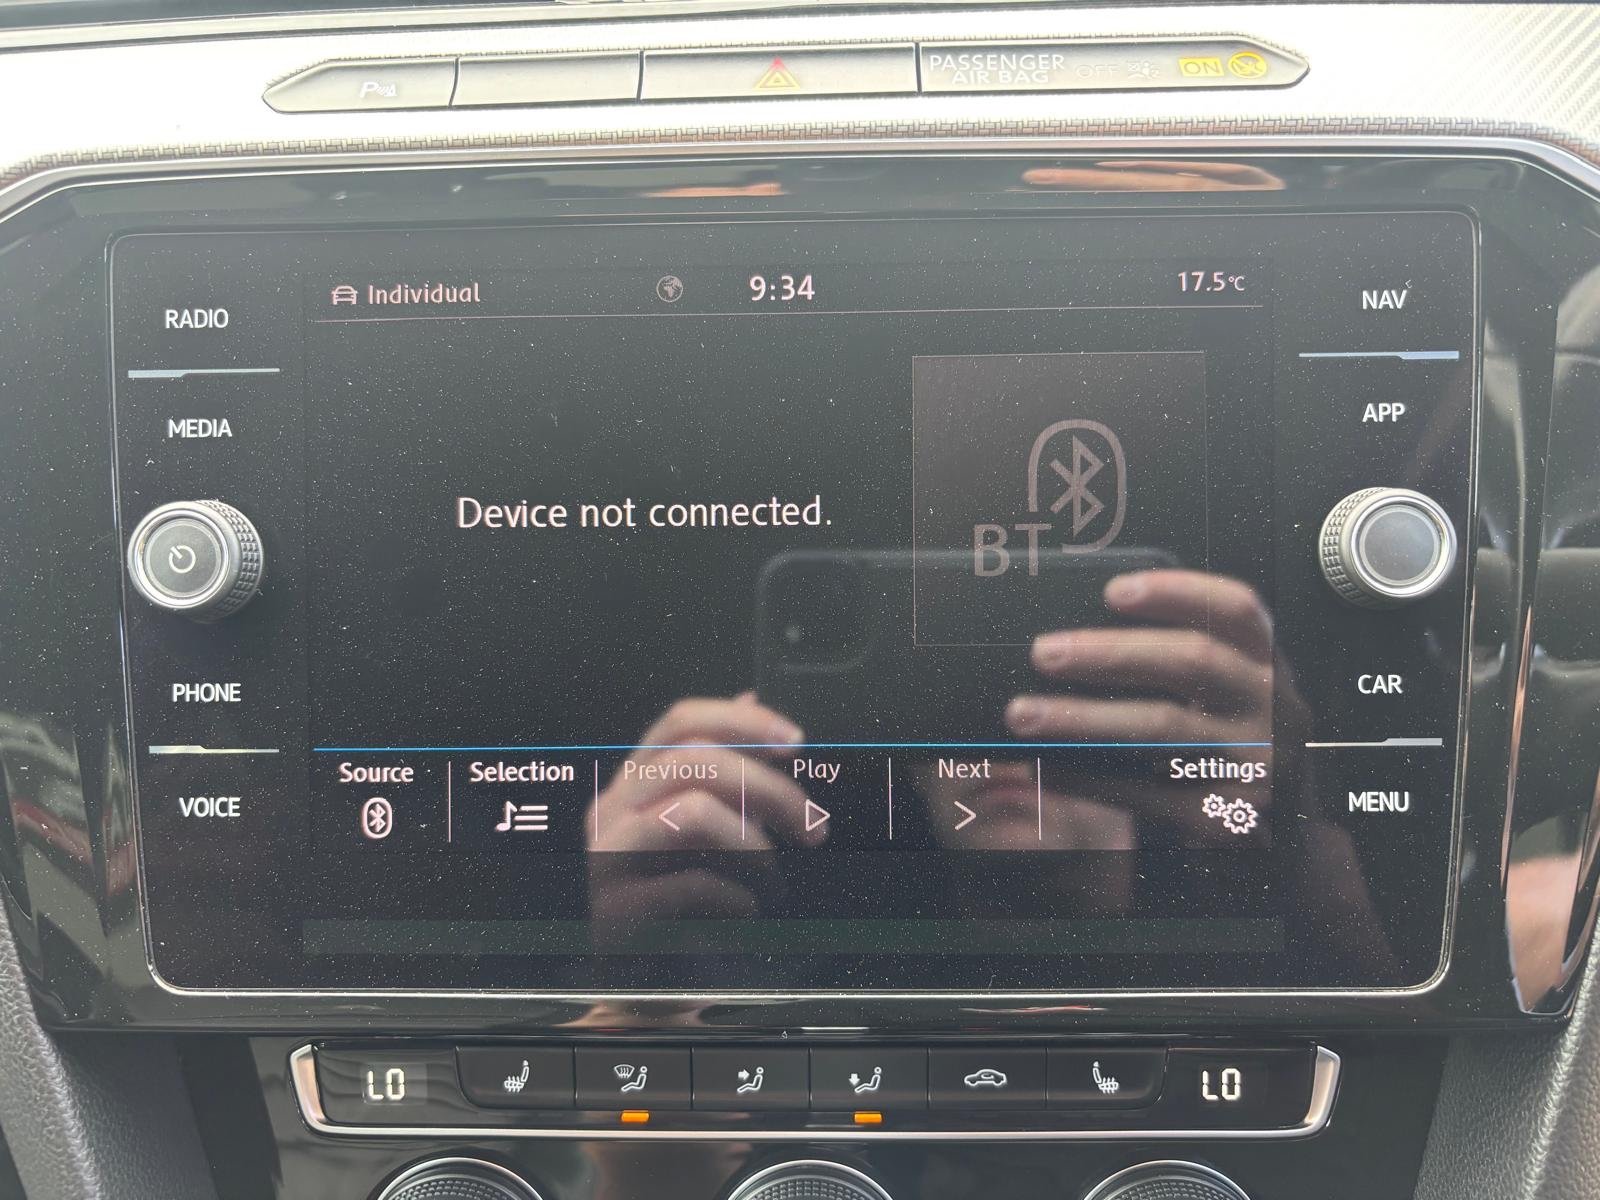 P
PASSENGER
AIR BAG
OFF
ON
Individual
9:34
17.5°C
RADIO
MEDIA
PHONE
VOICE
Device not connected.
BT
NAV
APP
CAR
MENU
Source
Selection
Previous
Play
Next
Settings
LO
LO